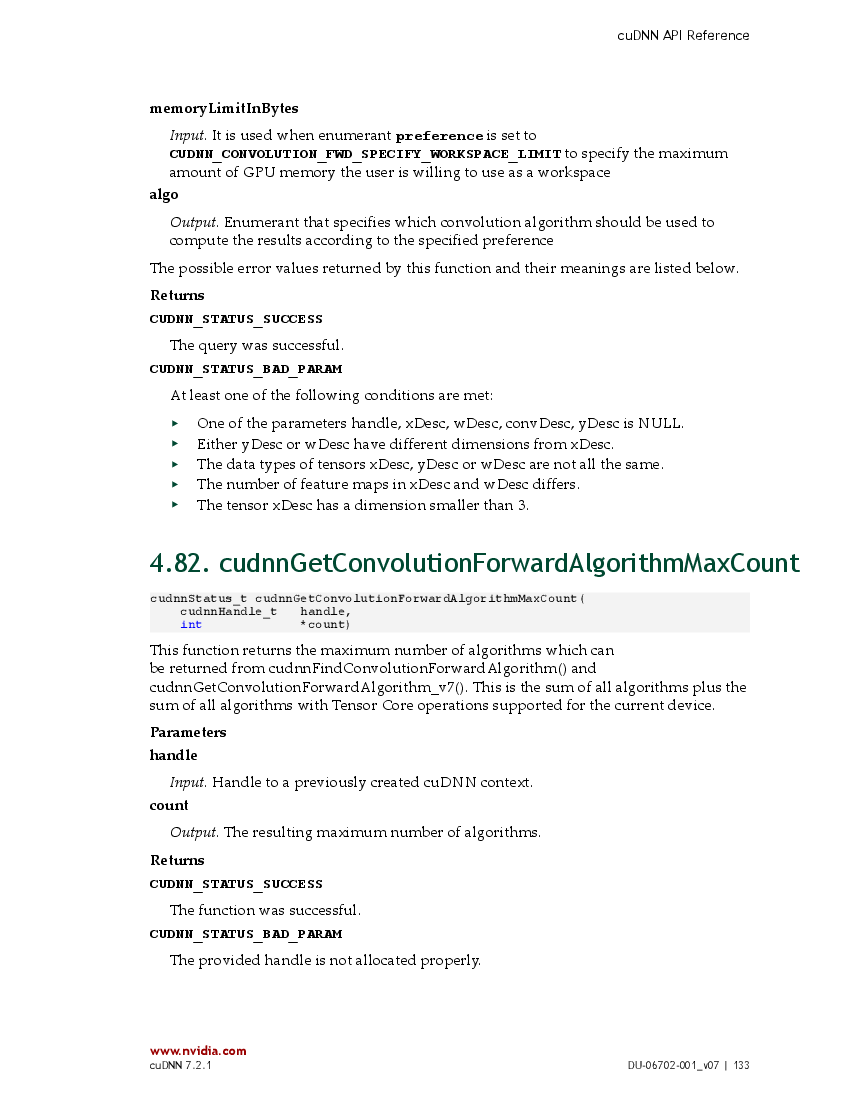 cuDNN API Reference
memoryLimitInBytes
Input. It is used when enumerant preference is set to
CUDNN_CONVOLUTION_FWD_SPECIFY_WORKSPACE_LIMIT to specify the maximum
amount of GPU memory the user is willing to use as a workspace
algo
Output. Enumerant that specifies which convolution algorithm should be used to
compute the results according to the specified preference
The possible error values returned by this function and their meanings are listed below.
Returns
CUDNN_STATUS_SUCCESS
The query was successful.
CUDNN_STATUS_BAD_PARAM
At least one of the following conditions are met:
▸ One of the parameters handle, xDesc, wDesc, convDesc, yDesc is NULL.
▸ Either yDesc or wDesc have different dimensions from xDesc.
▸ The data types of tensors xDesc, yDesc or wDesc are not all the same.
▸ The number of feature maps in xDesc and wDesc differs.
▸ The tensor xDesc has a dimension smaller than 3.
4.82. cudnnGetConvolutionForwardAlgorithmMaxCount
cudnnStatus_t cudnnGetConvolutionForwardAlgorithmMaxCount(
cudnnHandle_t handle,
int *count)
This function returns the maximum number of algorithms which can
be returned from cudnnFindConvolutionForwardAlgorithm() and
cudnnGetConvolutionForwardAlgorithm_v7(). This is the sum of all algorithms plus the
sum of all algorithms with Tensor Core operations supported for the current device.
Parameters
handle
Input. Handle to a previously created cuDNN context.
count
Output. The resulting maximum number of algorithms.
Returns
CUDNN_STATUS_SUCCESS
The function was successful.
CUDNN_STATUS_BAD_PARAM
The provided handle is not allocated properly.
www.nvidia.com
cuDNN 7.2.1 DU-06702-001_v07 | 133